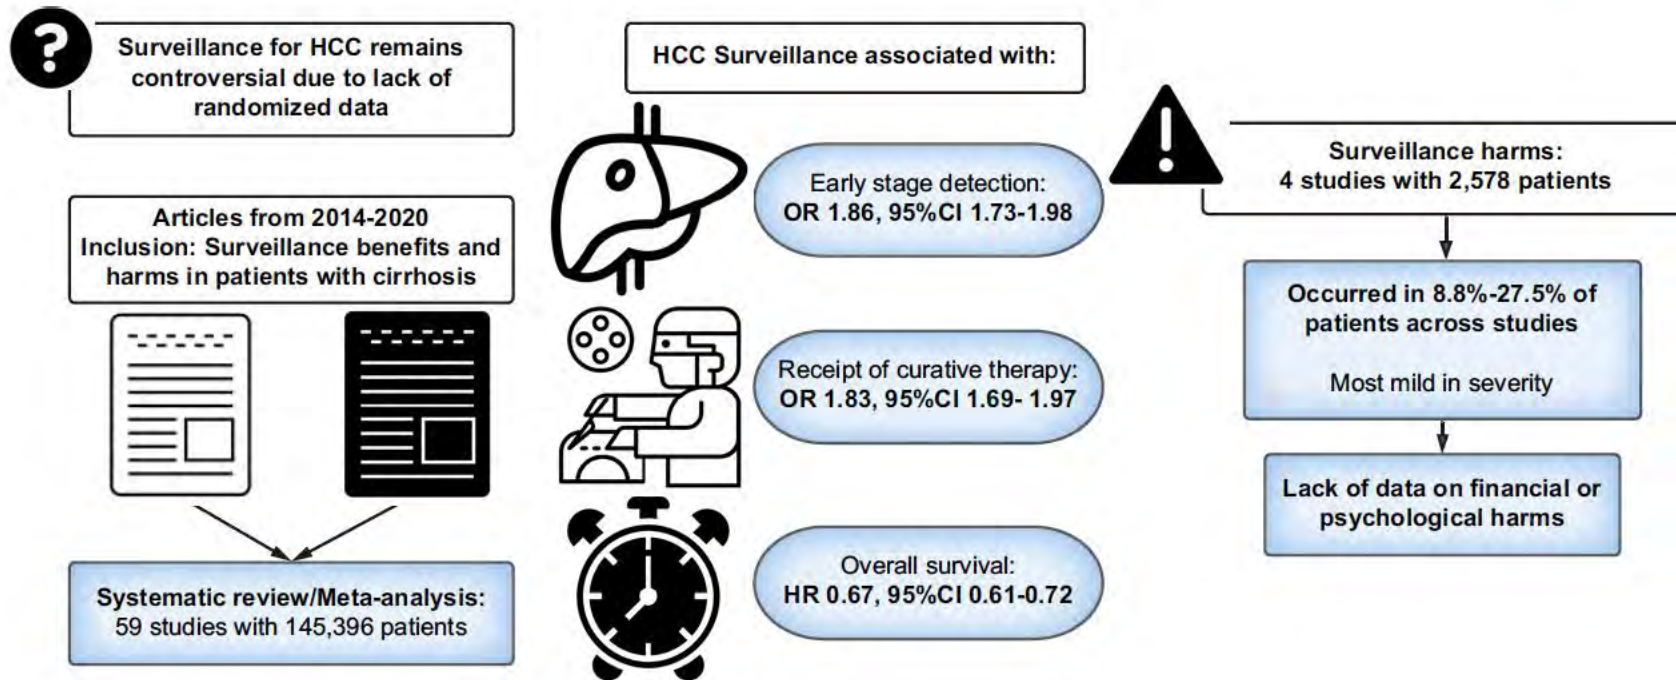 ?
Surveillance for HCC remains
controversial due to lack of
randomized data
Articles from 2014-2020
Inclusion: Surveillance benefits and
harms in patients with cirrhosis
Systematic review/Meta-analysis:
59 studies with 145,396 patients
HCC Surveillance associated with:
Early stage detection:
OR 1.86, 95%CI 1.73-1.98
Receipt of curative therapy:
OR 1.83, 95%CI 1.69- 1.97
Overall survival:
HR 0.67, 95%CI 0.61-0.72
!
Surveillance harms:
4 studies with 2,578 patients
Occurred in 8.8%-27.5% of
patients across studies
Most mild in severity
Lack of data on financial or
psychological harms